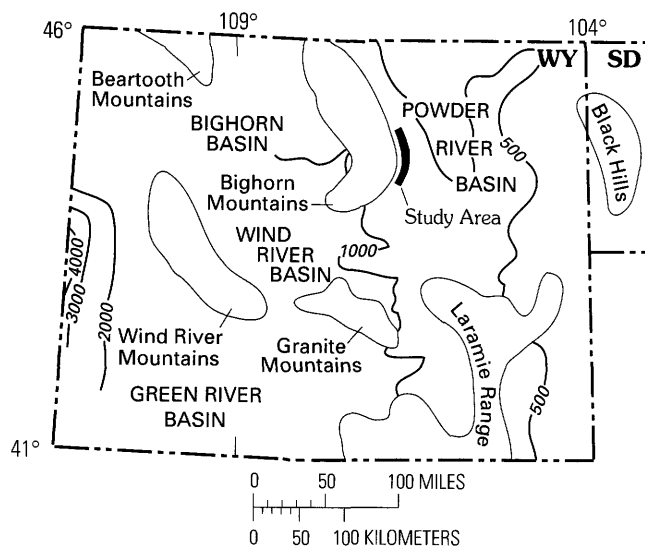 46°
109°
104°
WY SD
Beartooth
Mountains
BIGHORN
BASIN
POWDER
RIVER
BASIN
500
Black Hills
Bighorn
Mountains
Study Area
WIND
RIVER
BASIN
1000
4000
3000
2000
Wind River
Mountains
Granite
Mountains
Laramie Range
GREEN RIVER
BASIN
500
41°
0 50 100 MILES
0 50 100 KILOMETERS